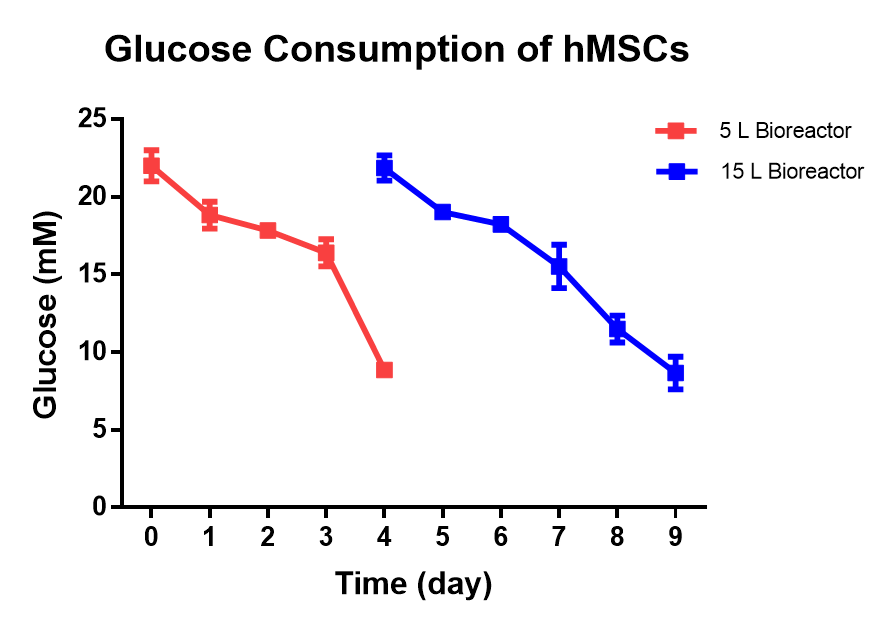 Glucose Consumption of hMSCs
5 L Bioreactor
15 L Bioreactor
Glucose (mM)
25
20
15
10
5
0
0 1 2 3 4 5 6 7 8 9
Time (day)